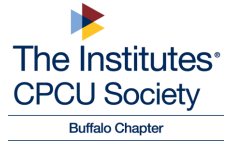 The Institutes®
CPCU Society
Buffalo Chapter